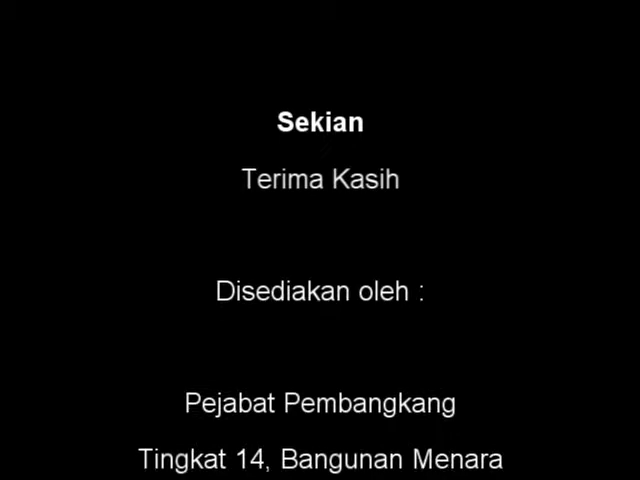 Sekian
Terima Kasih
Disediakan oleh :
Pejabat Pembangkang
Tingkat 14, Bangunan Menara